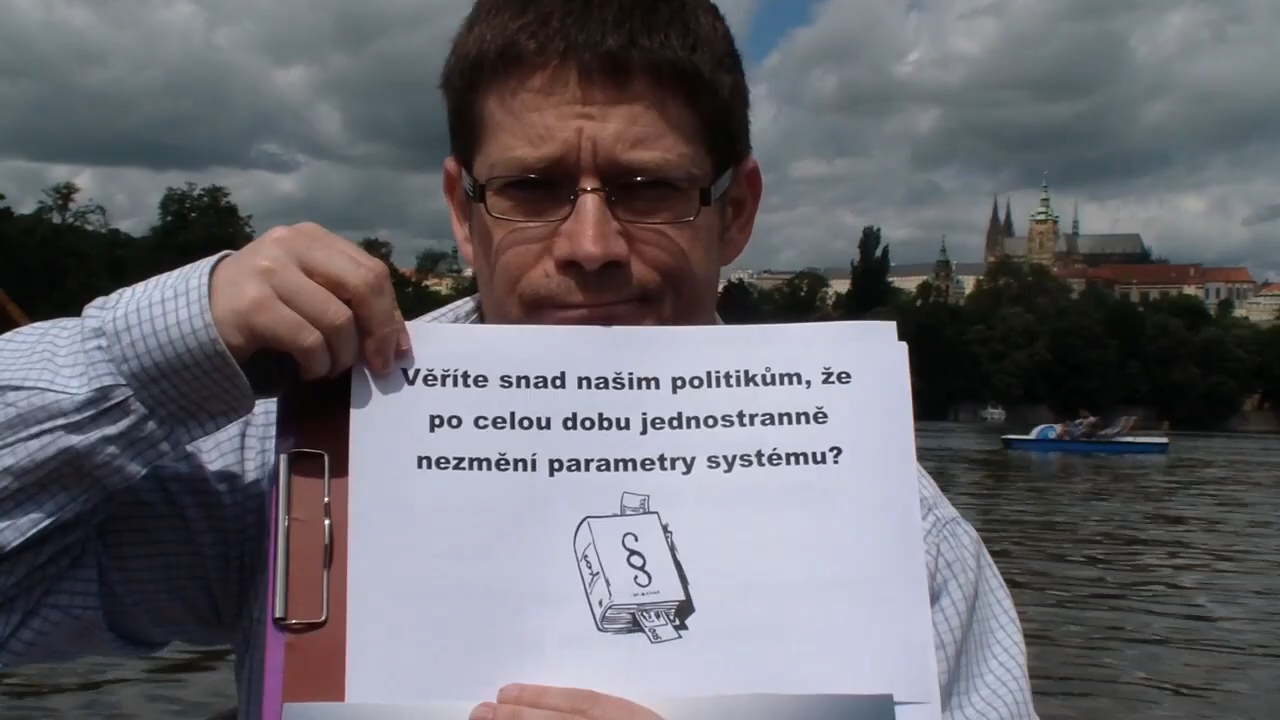 Věříte snad našim politikům, že
po celou dobu jednostranně
nezmění parametry systému?
§